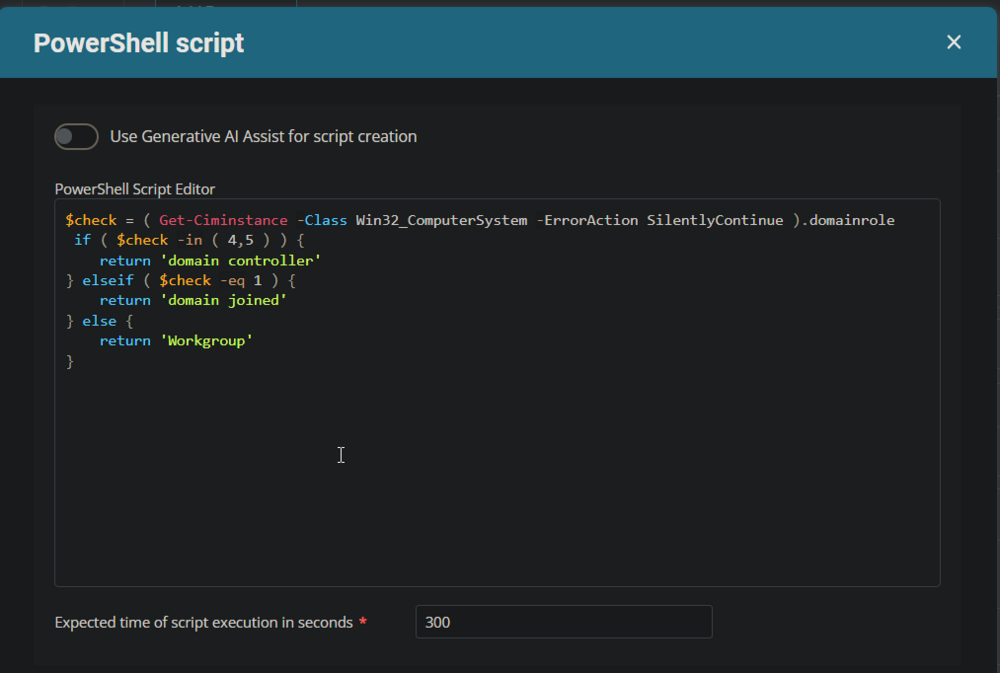 PowerShell script
Use Generative AI Assist for script creation
PowerShell Script Editor
$check = ( Get-Ciminstance -Class Win32_ComputerSystem -ErrorAction SilentlyContinue ).domainrole
 if ( $check -in ( 4,5 ) ) {
    return 'domain controller'
} elseif ( $check -eq 1 ) {
    return 'domain joined'
} else {
    return 'Workgroup'
}
Expected time of script execution in seconds * 300